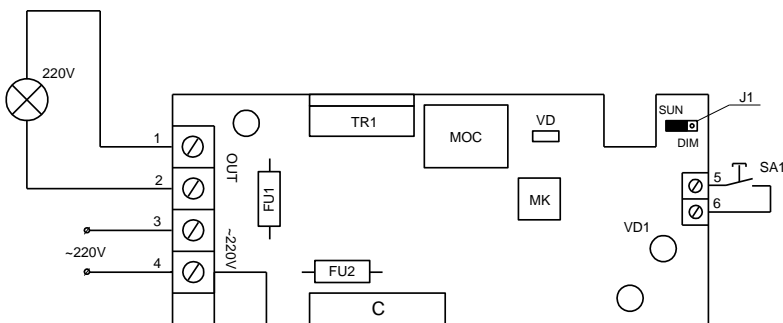 220V
1
2
3
4
~220V
OUT
~220V
FU1
TR1
MOC
VD
MK
SUN
DIM
J1
5
6
SA1
VD1
FU2
C